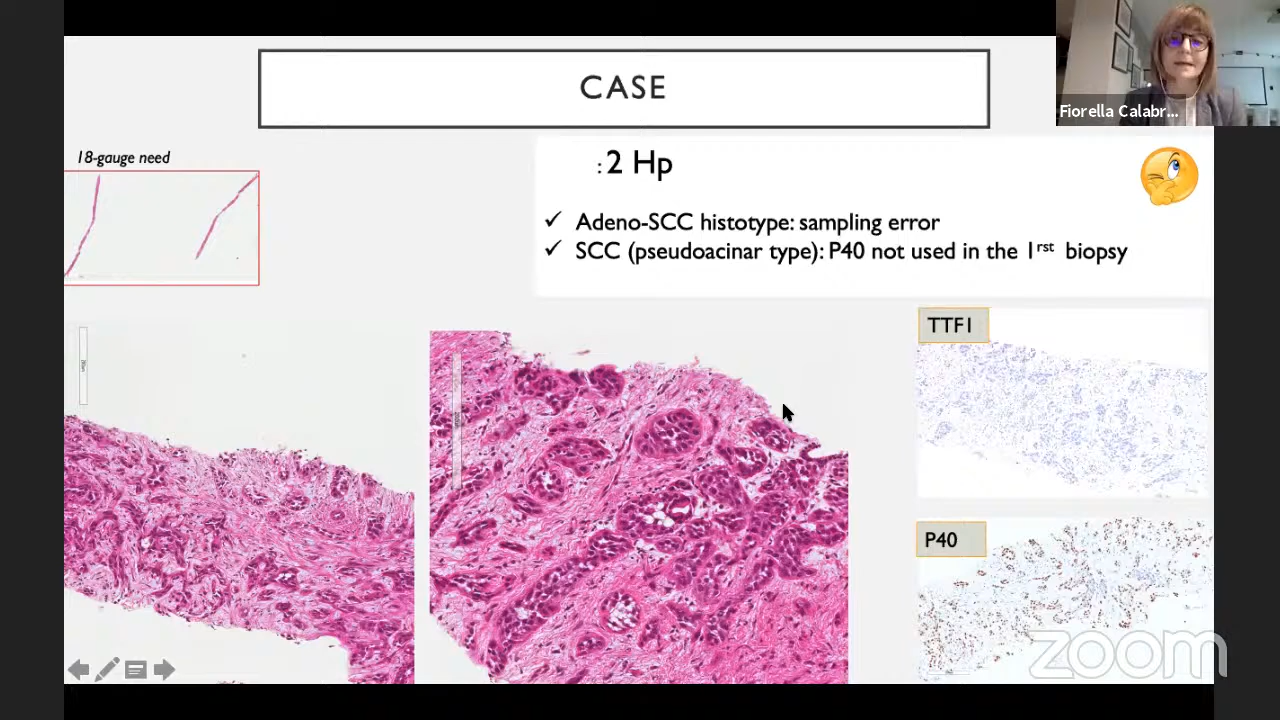 CASE
Fiorella Calabr...
18-gauge need
: 2 Hp
✓ Adeno-SCC histotype: sampling error
✓ SCC (pseudoacinar type): P40 not used in the 1rst biopsy
TTF1
P40
zoom